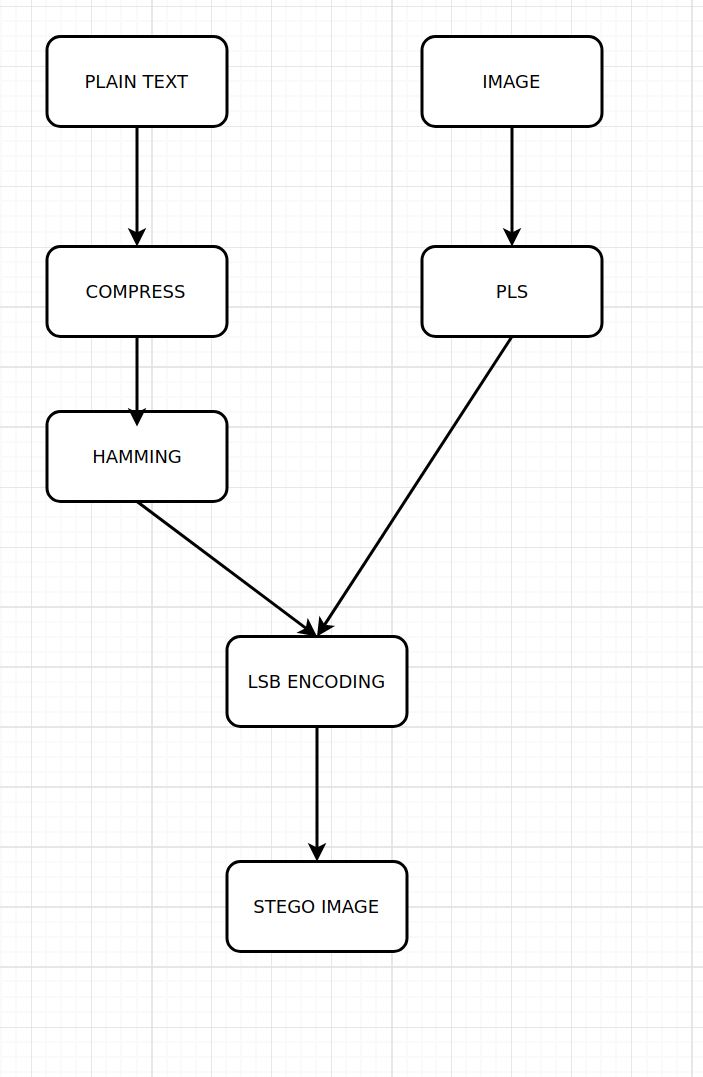 PLAIN TEXT
IMAGE
COMPRESS
PLS
HAMMING
LSB ENCODING
STEGO IMAGE